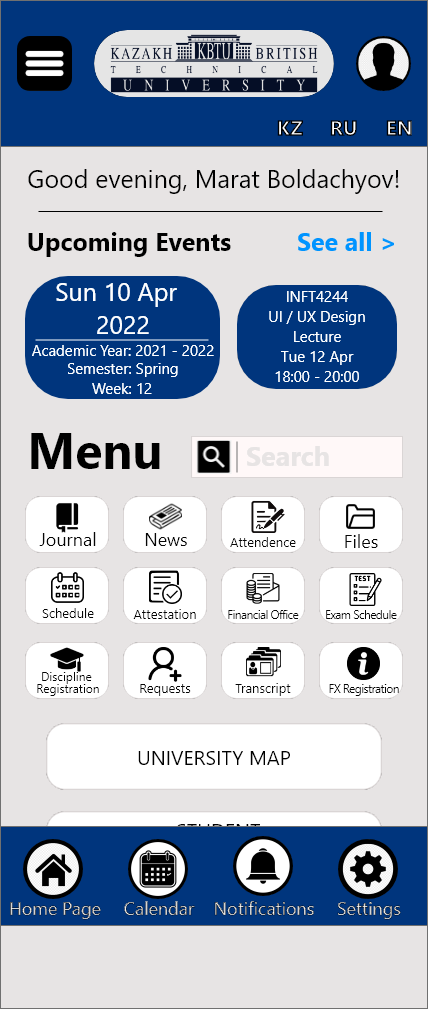 KAZAKH KBTU BRITISH
TECHNICAL
UNIVERSITY
KZ RU EN
Good evening, Marat Boldachyov!
Upcoming Events See all >
Sun 10 Apr
2022
Academic Year: 2021 - 2022
Semester: Spring
Week: 12
INFT4244
UI / UX Design
Lecture
Tue 12 Apr
18:00 - 20:00
Menu
Search
Journal
News
Attendence
Files
Schedule
Attestation
Financial Office
TEST
Exam Schedule
Discipline
Registration
Requests
Transcript
FX Registration
UNIVERSITY MAP
STUDENT
Home Page
Calendar
Notifications
Settings